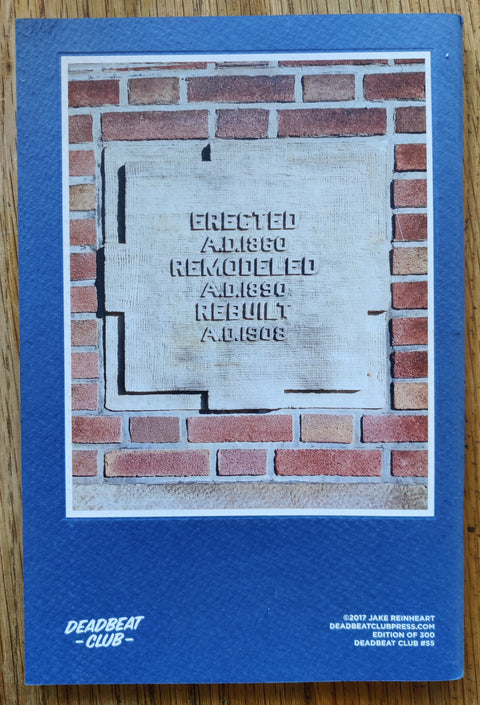 ERECTED
A.D.1860
REMODELED
A.D.1890
REBUILT
A.D.1908
DEADBEAT
-CLUB-
©2017 JAKE REINHEART
DEADBEATCLUBPRESS.COM
EDITION OF 300
DEADBEAT CLUB #55